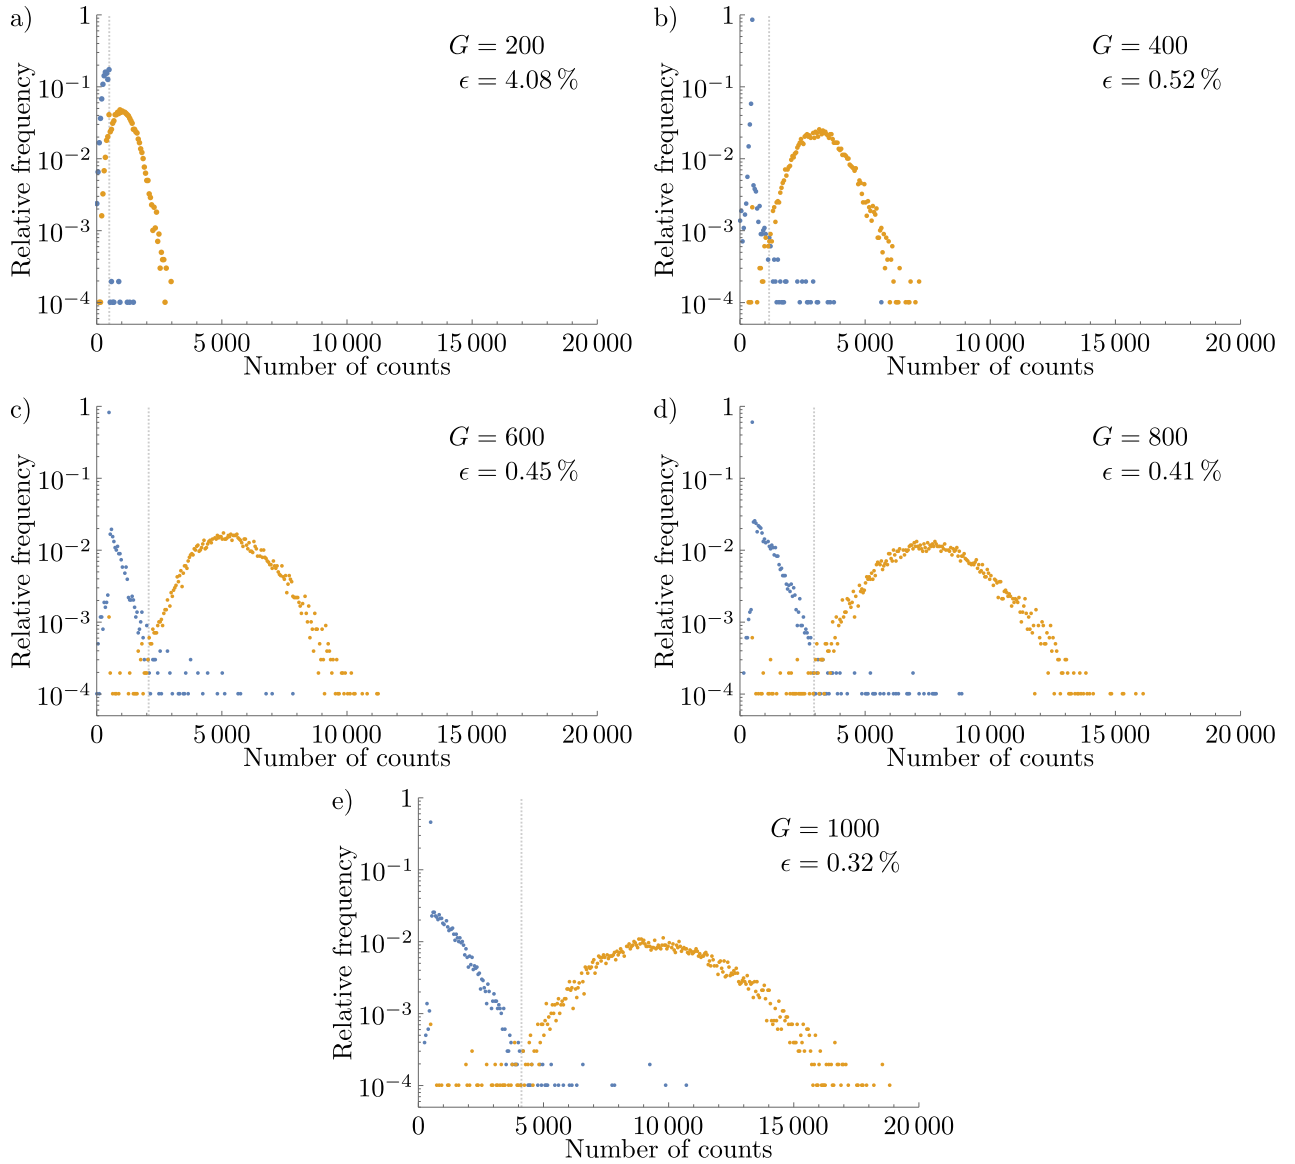 a)
G = 200
ϵ = 4.08 %
Relative frequency
1
10⁻¹
10⁻²
10⁻³
10⁻⁴
0 5 000 10 000 15 000 20 000
Number of counts
b)
G = 400
ϵ = 0.52 %
Relative frequency
1
10⁻¹
10⁻²
10⁻³
10⁻⁴
0 5 000 10 000 15 000 20 000
Number of counts
c)
G = 600
ϵ = 0.45 %
Relative frequency
1
10⁻¹
10⁻²
10⁻³
10⁻⁴
0 5 000 10 000 15 000 20 000
Number of counts
d)
G = 800
ϵ = 0.41 %
Relative frequency
1
10⁻¹
10⁻²
10⁻³
10⁻⁴
0 5 000 10 000 15 000 20 000
Number of counts
e)
G = 1000
ϵ = 0.32 %
Relative frequency
1
10⁻¹
10⁻²
10⁻³
10⁻⁴
0 5 000 10 000 15 000 20 000
Number of counts